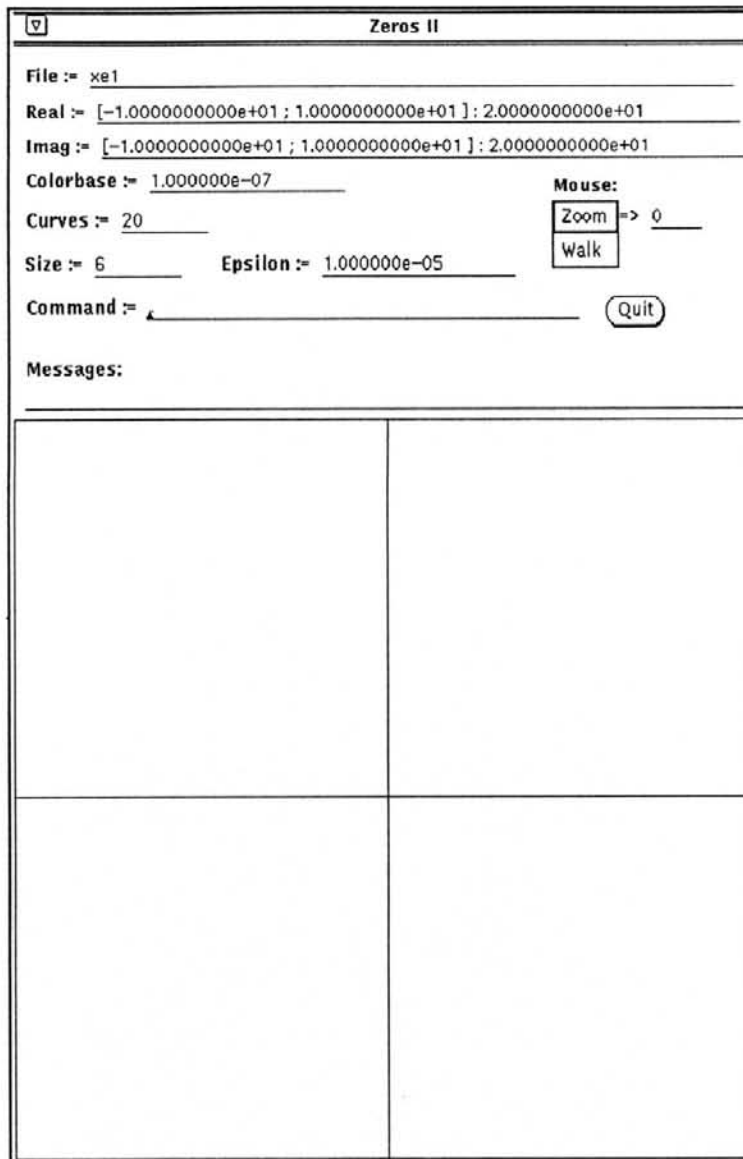 Zeros II
File := xe1
Real := [-1.0000000000e+01 ; 1.0000000000e+01 ] : 2.0000000000e+01
Imag := [-1.0000000000e+01 ; 1.0000000000e+01 ] : 2.0000000000e+01
Colorbase := 1.000000e-07
Mouse:
Curves := 20
Zoom => 0
Walk
Size := 6 Epsilon := 1.000000e-05
Command :=
Quit
Messages: